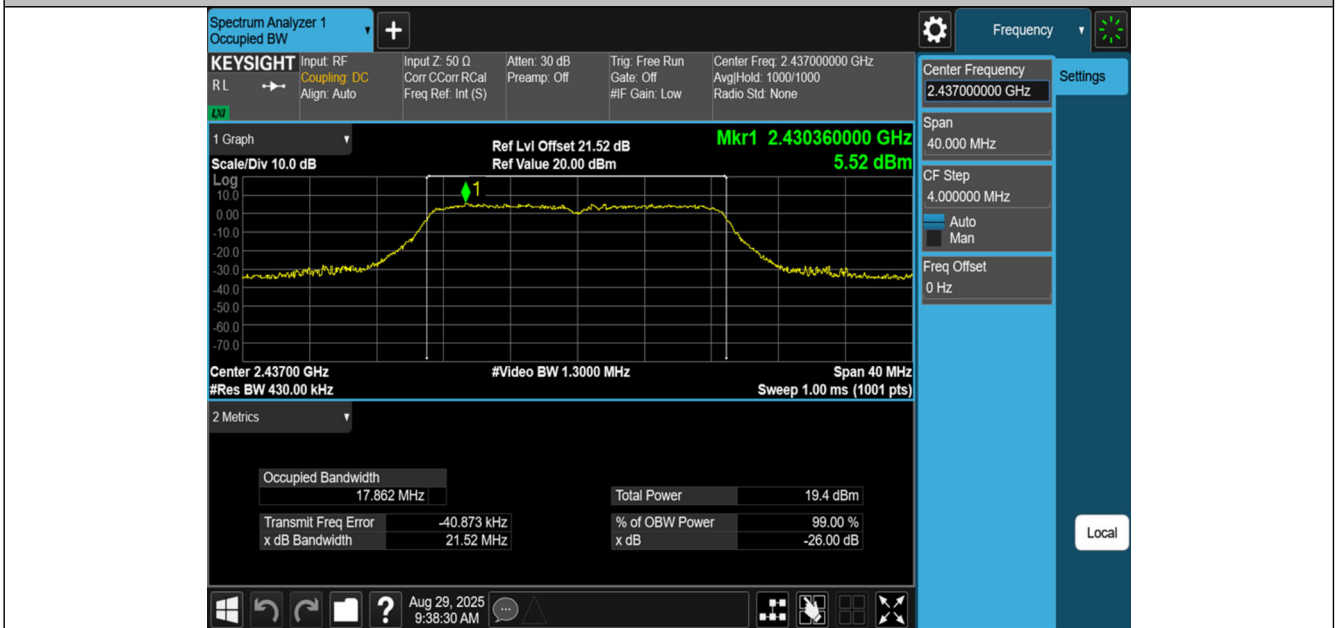 Spectrum Analyzer 1
Occupied BW
+
Frequency
KEYSIGHT
RL
LXI
Input: RF
Coupling: DC
Align: Auto
Input Z: 50 Ω
Corr CCorr RCal
Freq Ref: Int (S)
Atten: 30 dB
Preamp: Off
Trig: Free Run
Gate: Off
#IF Gain: Low
Center Freq: 2.437000000 GHz
Avg|Hold: 1000/1000
Radio Std: None
Center Frequency
2.437000000 GHz
Settings
Span
40.000 MHz
CF Step
4.000000 MHz
Auto
Man
Freq Offset
0 Hz
1 Graph
Scale/Div 10.0 dB
Ref Lvl Offset 21.52 dB
Ref Value 20.00 dBm
Mkr1 2.430360000 GHz
5.52 dBm
Log
1
10.0
0.00
-10.0
-20.0
-30.0
-40.0
-50.0
-60.0
-70.0
Center 2.43700 GHz
#Video BW 1.3000 MHz
Span 40 MHz
#Res BW 430.00 kHz
Sweep 1.00 ms (1001 pts)
2 Metrics
Occupied Bandwidth
17.862 MHz
Total Power 19.4 dBm
Transmit Freq Error -40.873 kHz
% of OBW Power 99.00 %
x dB Bandwidth 21.52 MHz
x dB -26.00 dB
Local
?
Aug 29, 2025
9:38:30 AM